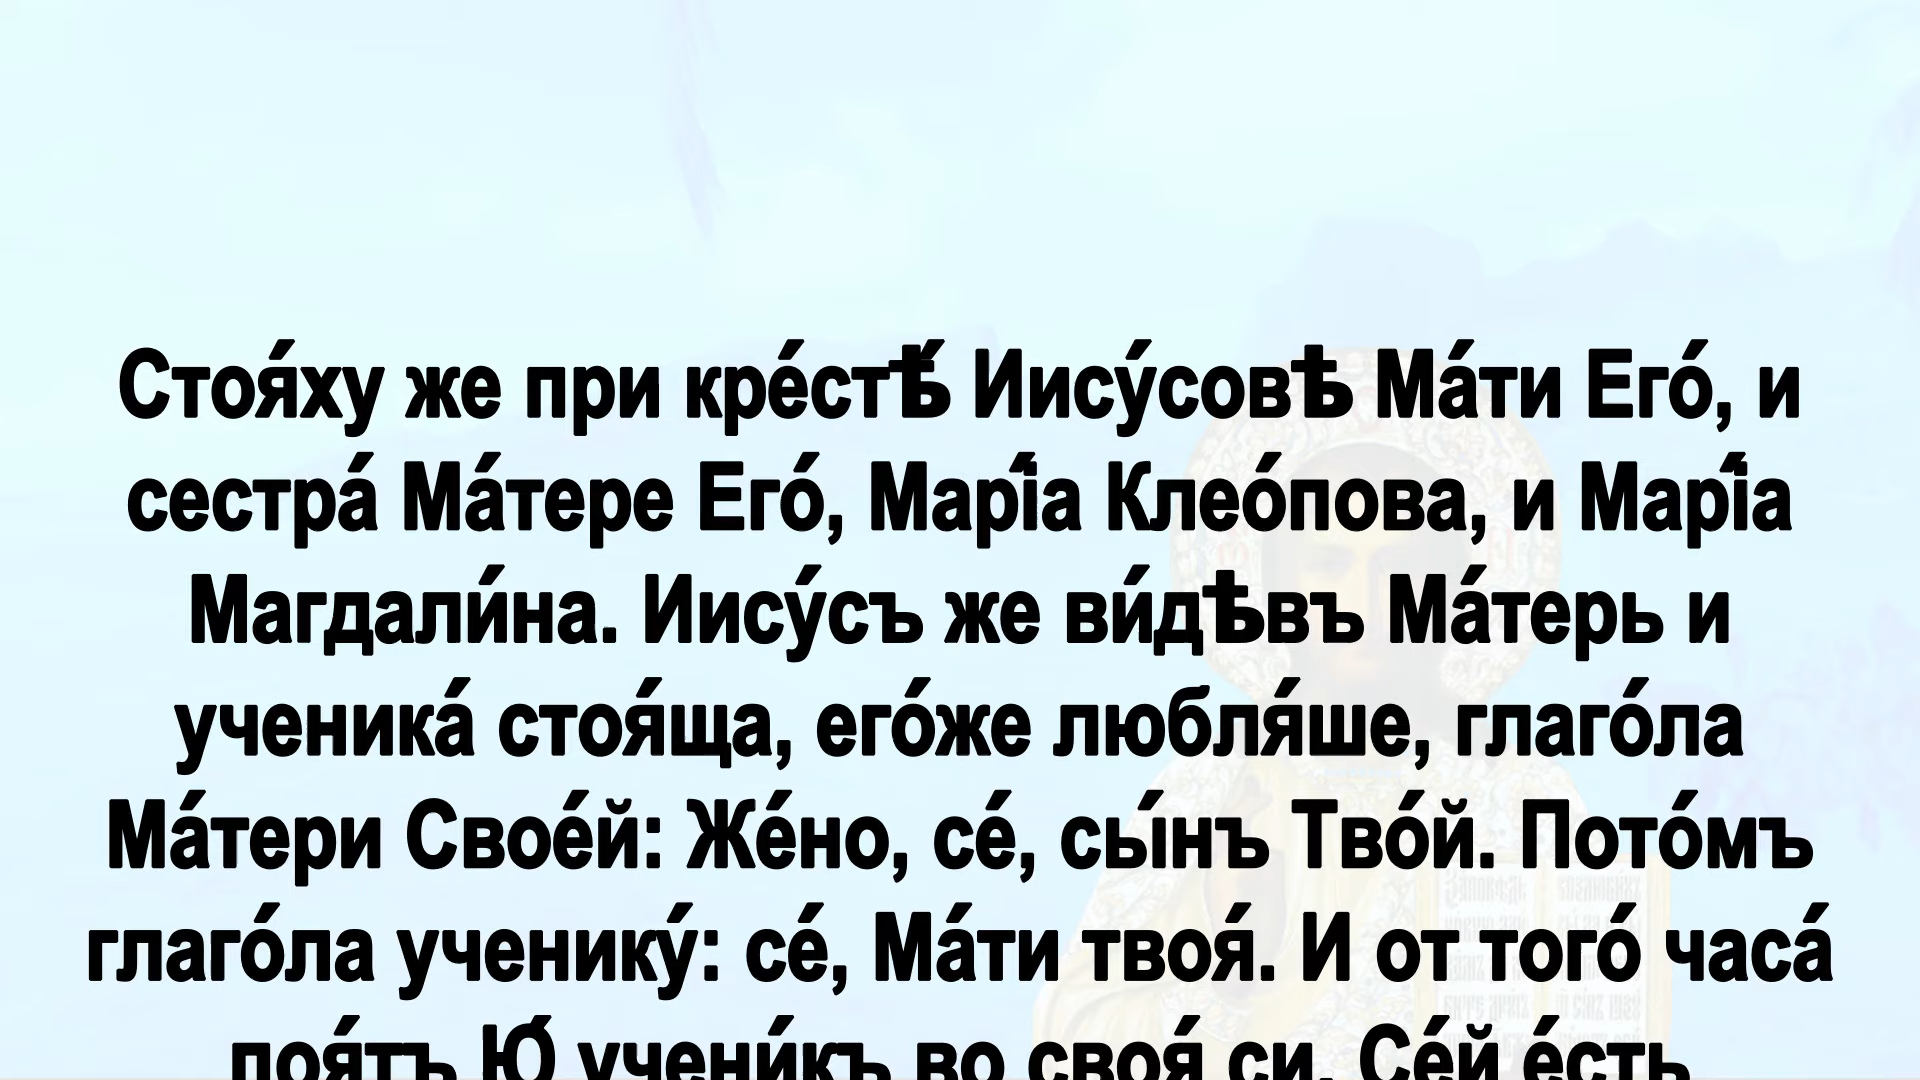 Стоя́ху же при кре́стѣ́ Иису́совѣ Ма́ти Его́, и
сестра́ Ма́тере Его́, Марі́а Клео́пова, и Марі́а
Магдали́на. Иису́съ же ви́дѣвъ Ма́терь и
ученика́ стоя́ща, его́же любля́ше, глаго́ла
Ма́тери Свое́й: Же́но, се́, сы́нъ Тво́й. Пото́мъ
глаго́ла ученику́: се́, Ма́ти твоя́. И от того́ часа́
поя́тъ Ю́ учени́къ во своя́ си. Се́й е́сть